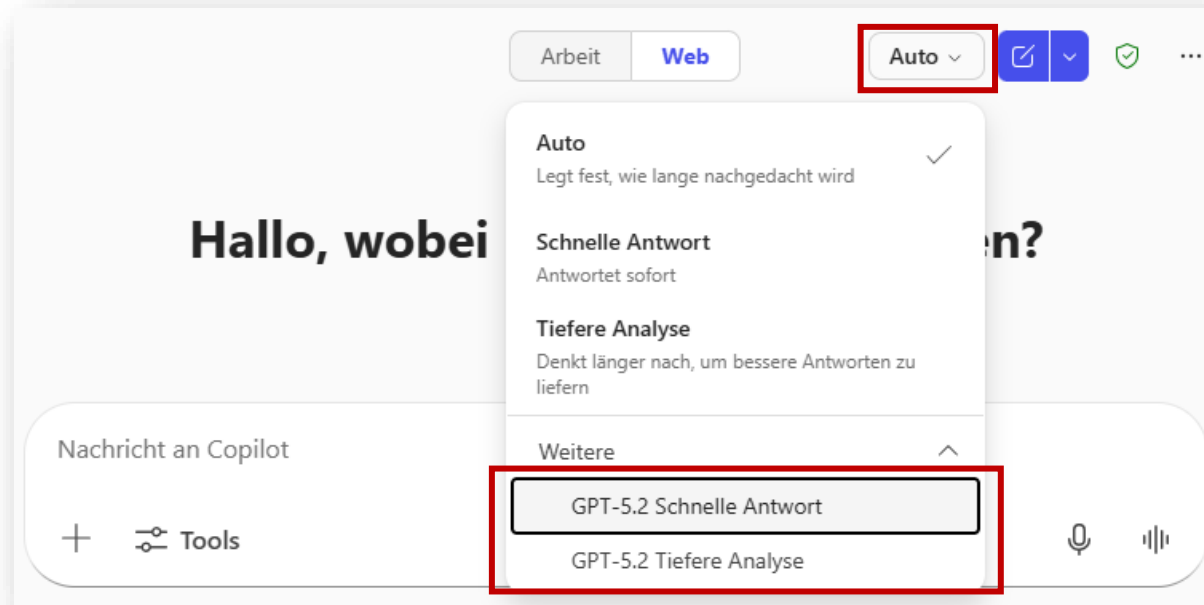 Arbeit
Web
Auto
Auto
Legt fest, wie lange nachgedacht wird
Hallo, wobei
en?
Schnelle Antwort
Antwortet sofort
Tiefere Analyse
Denkt länger nach, um bessere Antworten zu
liefern
Nachricht an Copilot
Weitere
GPT-5.2 Schnelle Antwort
Tools
GPT-5.2 Tiefere Analyse